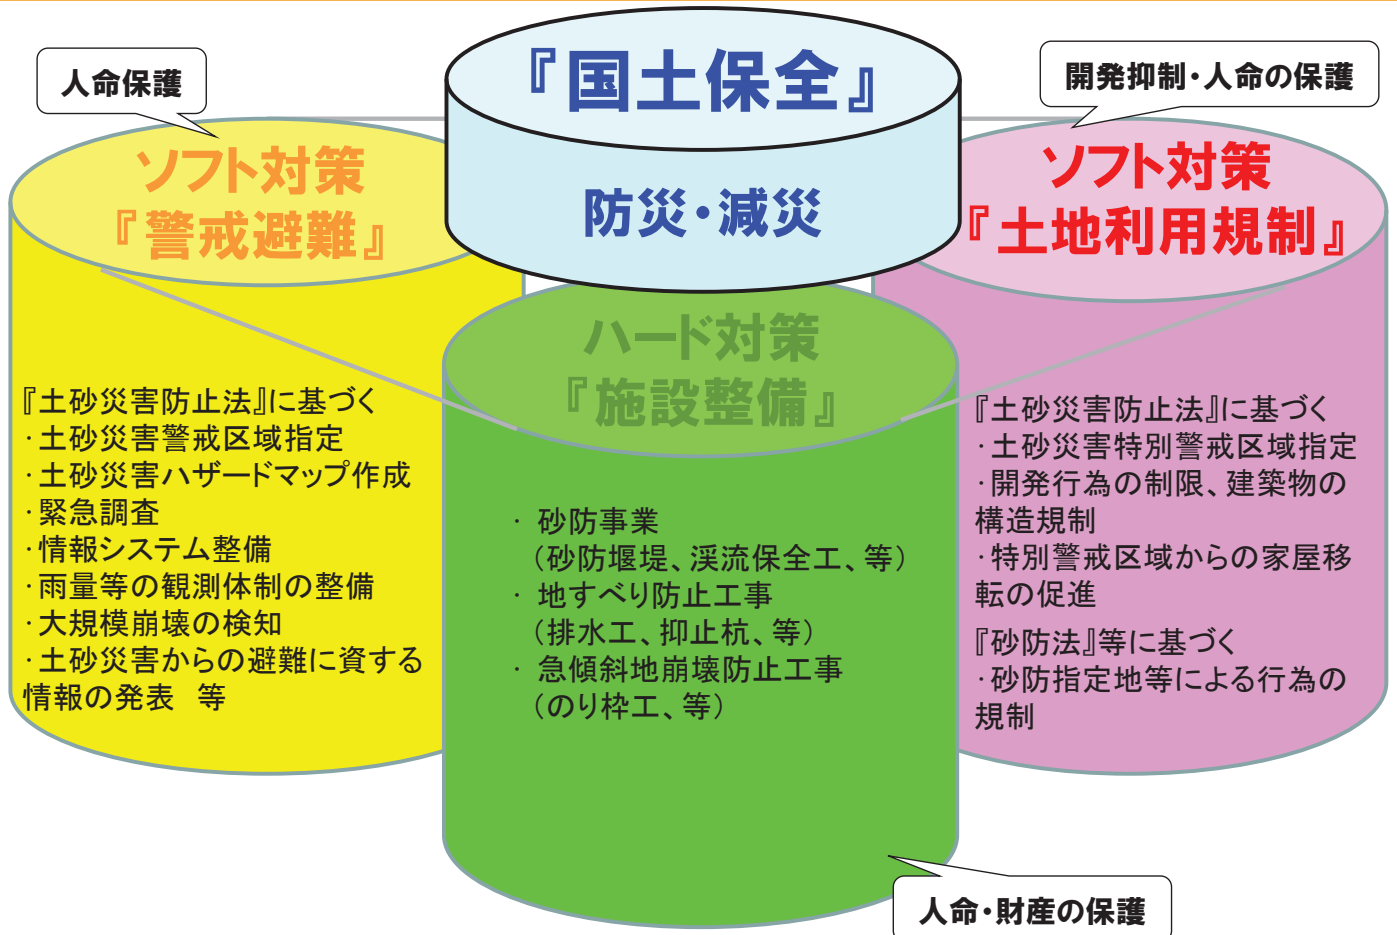 『国土保全』
防災・減災
人命保護
ソフト対策
『警戒避難』
『土砂災害防止法』に基づく
・土砂災害警戒区域指定
・土砂災害ハザードマップ作成
・緊急調査
・情報システム整備
・雨量等の観測体制の整備
・大規模崩壊の検知
・土砂災害からの避難に資する
情報の発表　等
ハード対策
『施設整備』
・ 砂防事業
（砂防堰堤、渓流保全工、等）
・ 地すべり防止工事
（排水工、抑止杭、等）
・ 急傾斜地崩壊防止工事
（のり枠工、等）
人命・財産の保護
開発抑制・人命の保護
ソフト対策
『土地利用規制』
『土砂災害防止法』に基づく
・土砂災害特別警戒区域指定
・開発行為の制限、建築物の
構造規制
・特別警戒区域からの家屋移
転の促進
『砂防法』等に基づく
・砂防指定地等による行為の
規制